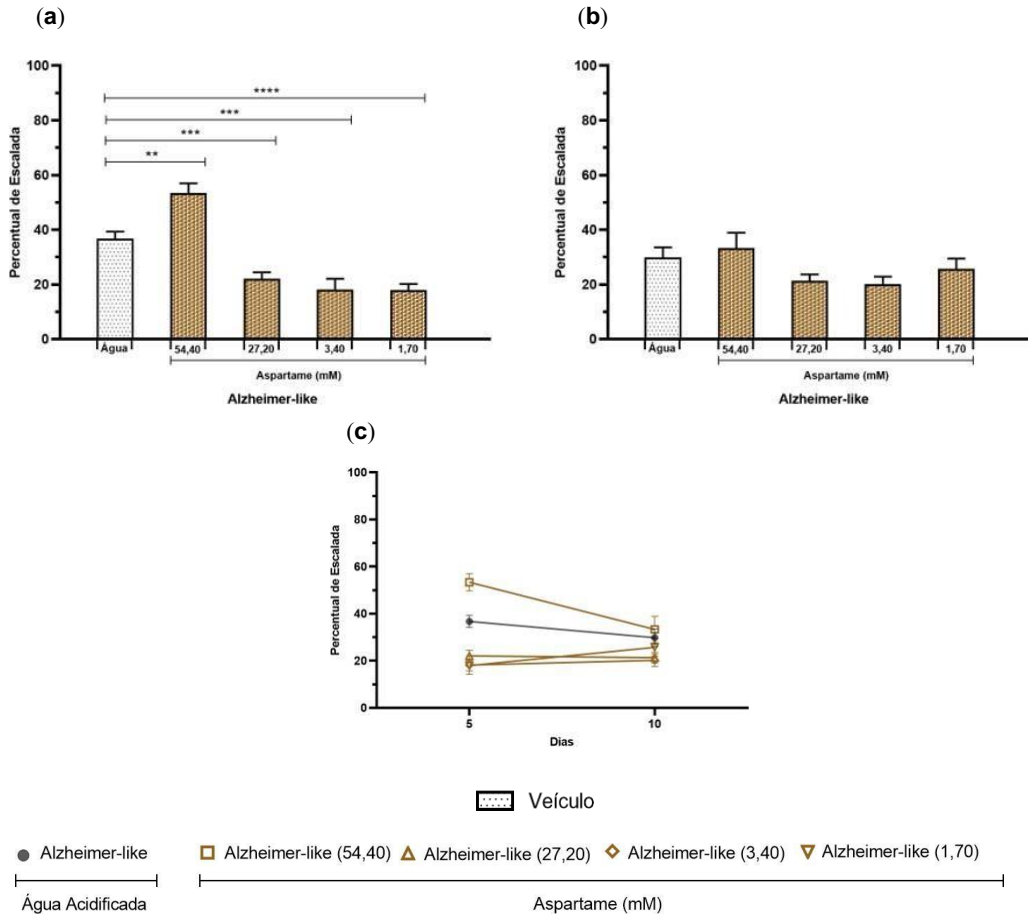 (a)
(b)
Percentual de Escalada
100
80
60
40
20
0
****
***
***
**
Água
54,40
27,20
3,40
1,70
Aspartame (mM)
Alzheimer-like
Percentual de Escalada
100
80
60
40
20
0
Água
54,40
27,20
3,40
1,70
Aspartame (mM)
Alzheimer-like
(c)
Percentual de Escalada
100
80
60
40
20
0
5
10
Dias
Veículo
Alzheimer-like
Alzheimer-like (54,40)
Alzheimer-like (27,20)
Alzheimer-like (3,40)
Alzheimer-like (1,70)
Água Acidificada
Aspartame (mM)